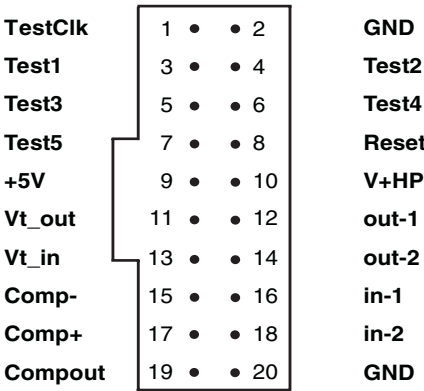 TestClk 1 2 GND
Test1 3 4 Test2
Test3 5 6 Test4
Test5 7 8 Reset
+5V 9 10 V+HP
Vt_out 11 12 out-1
Vt_in 13 14 out-2
Comp- 15 16 in-1
Comp+ 17 18 in-2
Compout 19 20 GND